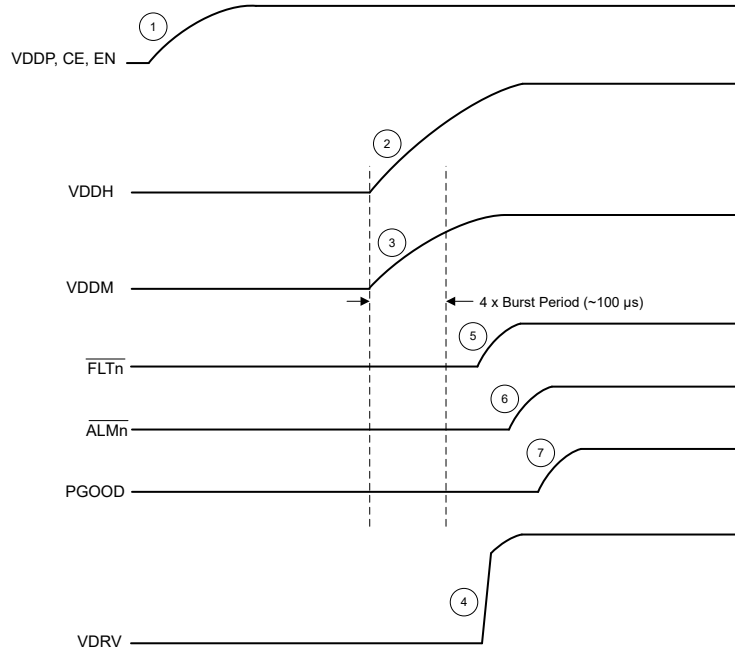 1
VDDP, CE, EN
2
VDDH
3
VDDM
4 x Burst Period (~100 µs)
5
FLTn
6
ALMn
7
PGOOD
4
VDRV